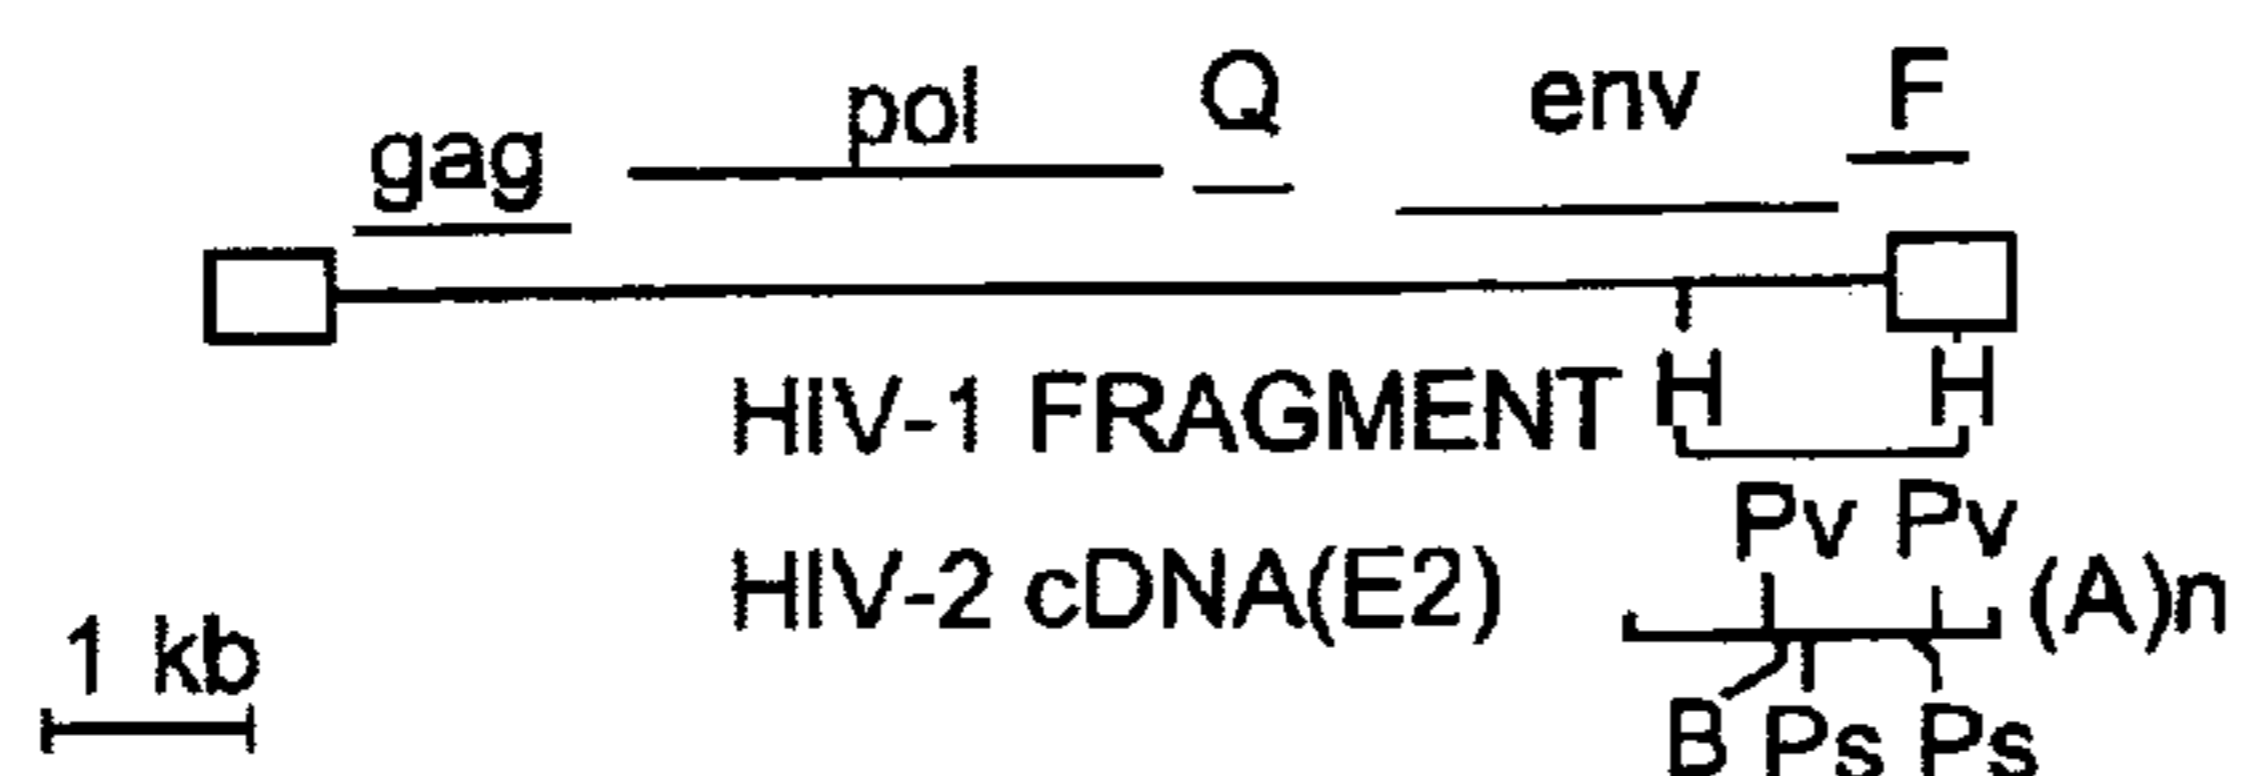 gag pol Q env F
HIV-1 FRAGMENT H H
Pv Pv
HIV-2 cDNA(E2) (A)n
1 kb
B Ps Ps